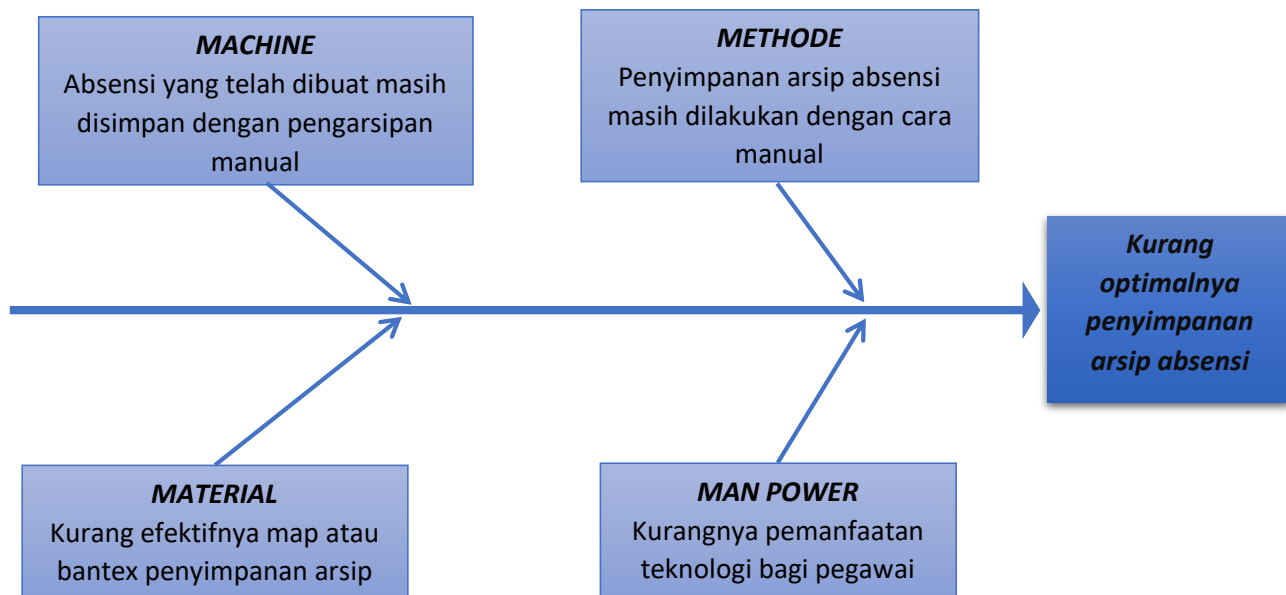 MACHINE
Absensi yang telah dibuat masih
disimpan dengan pengarsipan
manual
METHODE
Penyimpanan arsip absensi
masih dilakukan dengan cara
manual
Kurang
optimalnya
penyimpanan
arsip absensi
MATERIAL
Kurang efektifnya map atau
bantex penyimpanan arsip
MAN POWER
Kurangnya pemanfaatan
teknologi bagi pegawai